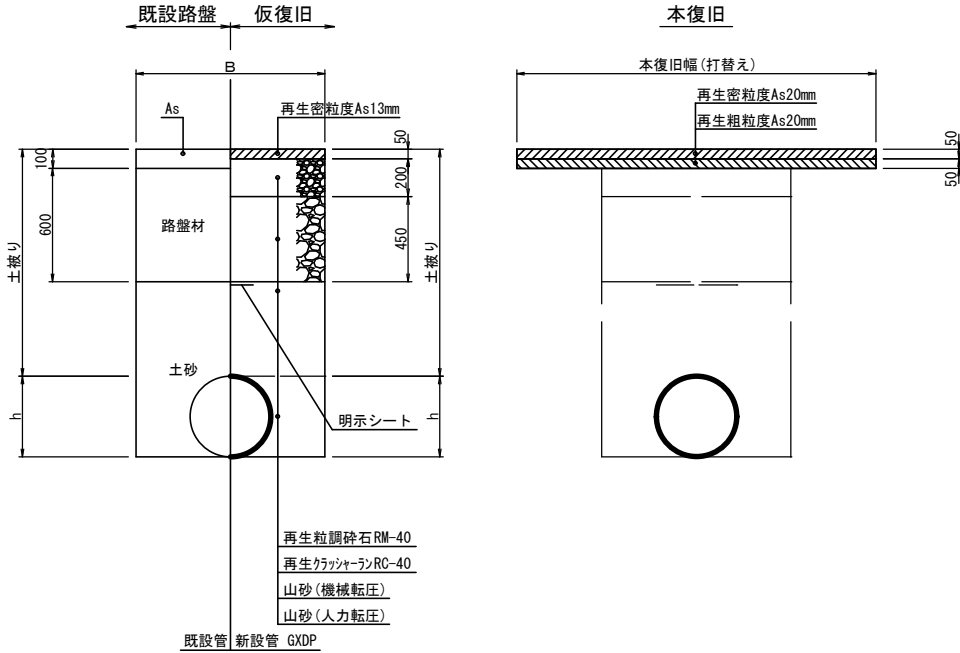 既設路盤
仮復旧
本復旧
B
本復旧幅(打替え)
As
再生密粒度As13mm
再生密粒度As20mm
再生粗粒度As20mm
100
50
50
50
200
600
路盤材
450
土被り
土被り
土砂
h
h
明示シート
再生粒調砕石RM-40
再生クラッシャーランRC-40
山砂(機械転圧)
山砂(人力転圧)
既設管
新設管 GXDP